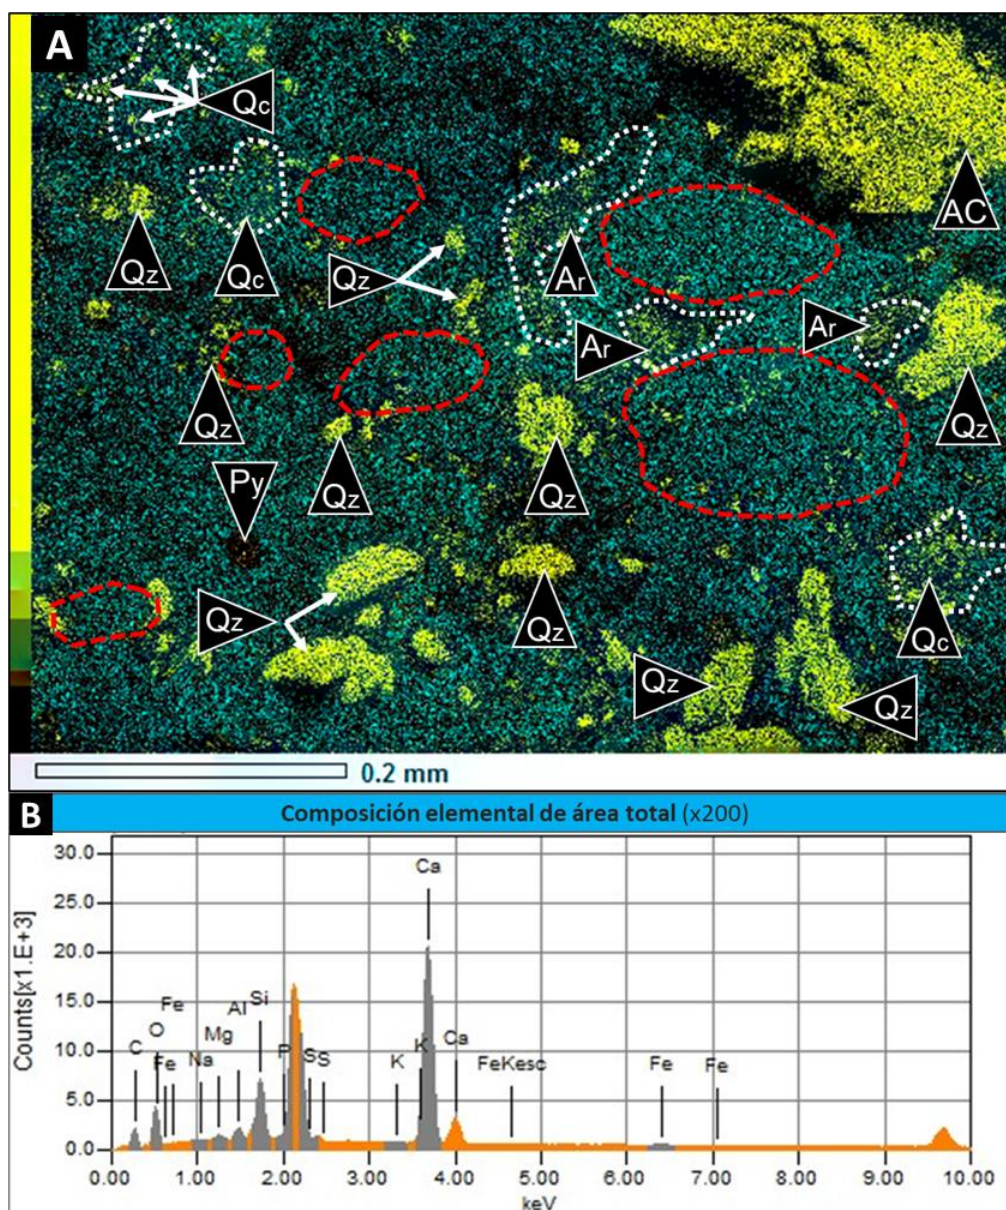 A
Qc
AC
Qz
Qc
Qz
Ar
Ar
Ar
Qz
Qz
Qz
Qz
Qz
Py
Qz
Qz
Qc
Qz
Qz
0.2 mm
B
Composición elemental de área total (x200)
30.0
25.0
20.0
15.0
10.0
5.0
0.0
Counts[x1.E+3]
C
O
Fe
Fe
Na
Mg
Al
Si
P
S
S
K
K
Ca
Ca
FeKesc
Fe
Fe
0.00 1.00 2.00 3.00 4.00 5.00 6.00 7.00 8.00 9.00 10.00
keV